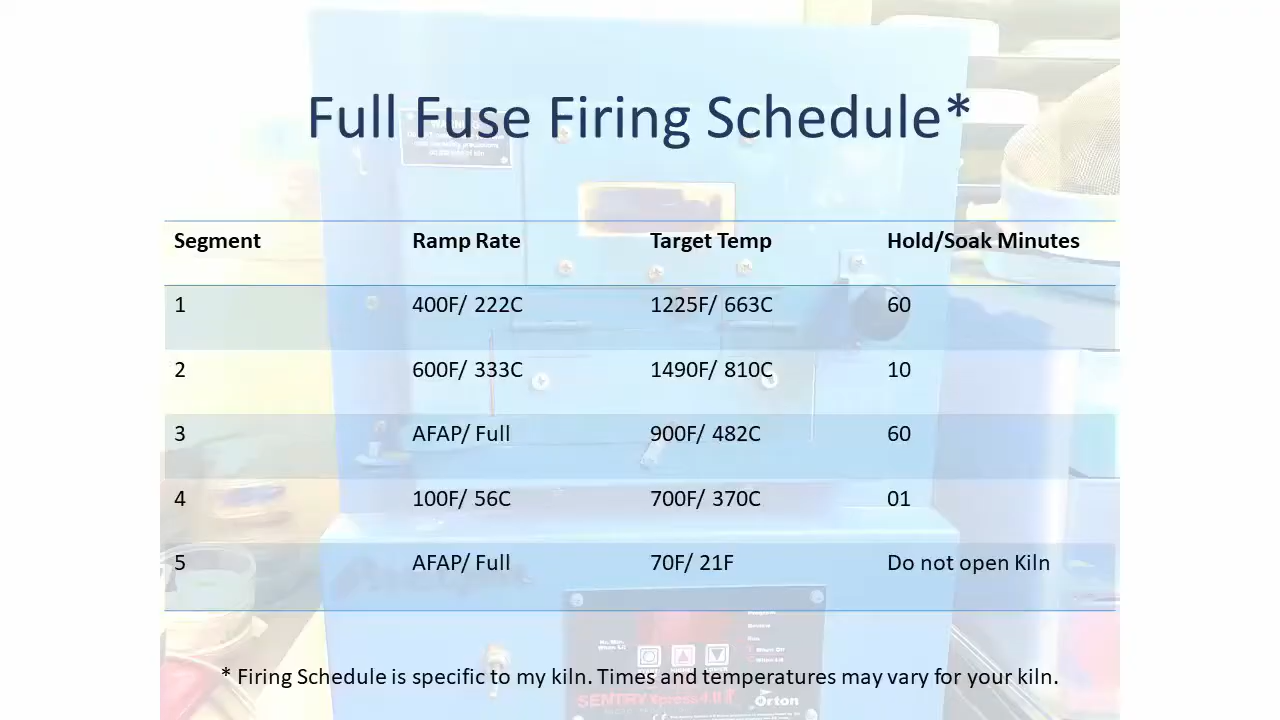 Full Fuse Firing Schedule*
Segment Ramp Rate Target Temp Hold/Soak Minutes
1 400F/ 222C 1225F/ 663C 60
2 600F/ 333C 1490F/ 810C 10
3 AFAP/ Full 900F/ 482C 60
4 100F/ 56C 700F/ 370C 01
5 AFAP/ Full 70F/ 21F Do not open Kiln
* Firing Schedule is specific to my kiln. Times and temperatures may vary for your kiln.
SENTRY Xpress
Orton